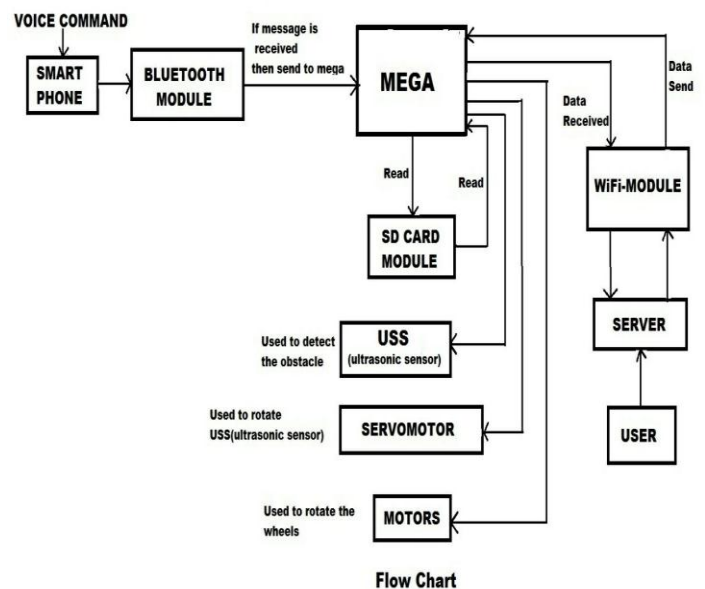 VOICE COMMAND
SMART
PHONE
BLUETOOTH
MODULE
If message is
received
then send to mega
MEGA
Data
Send
Data
Received
WiFi-MODULE
Read
Read
SD CARD
MODULE
SERVER
USER
Used to detect
the obstacle
USS
(ultrasonic sensor)
Used to rotate
USS(ultrasonic sensor)
SERVOMOTOR
Used to rotate the
wheels
MOTORS
Flow Chart